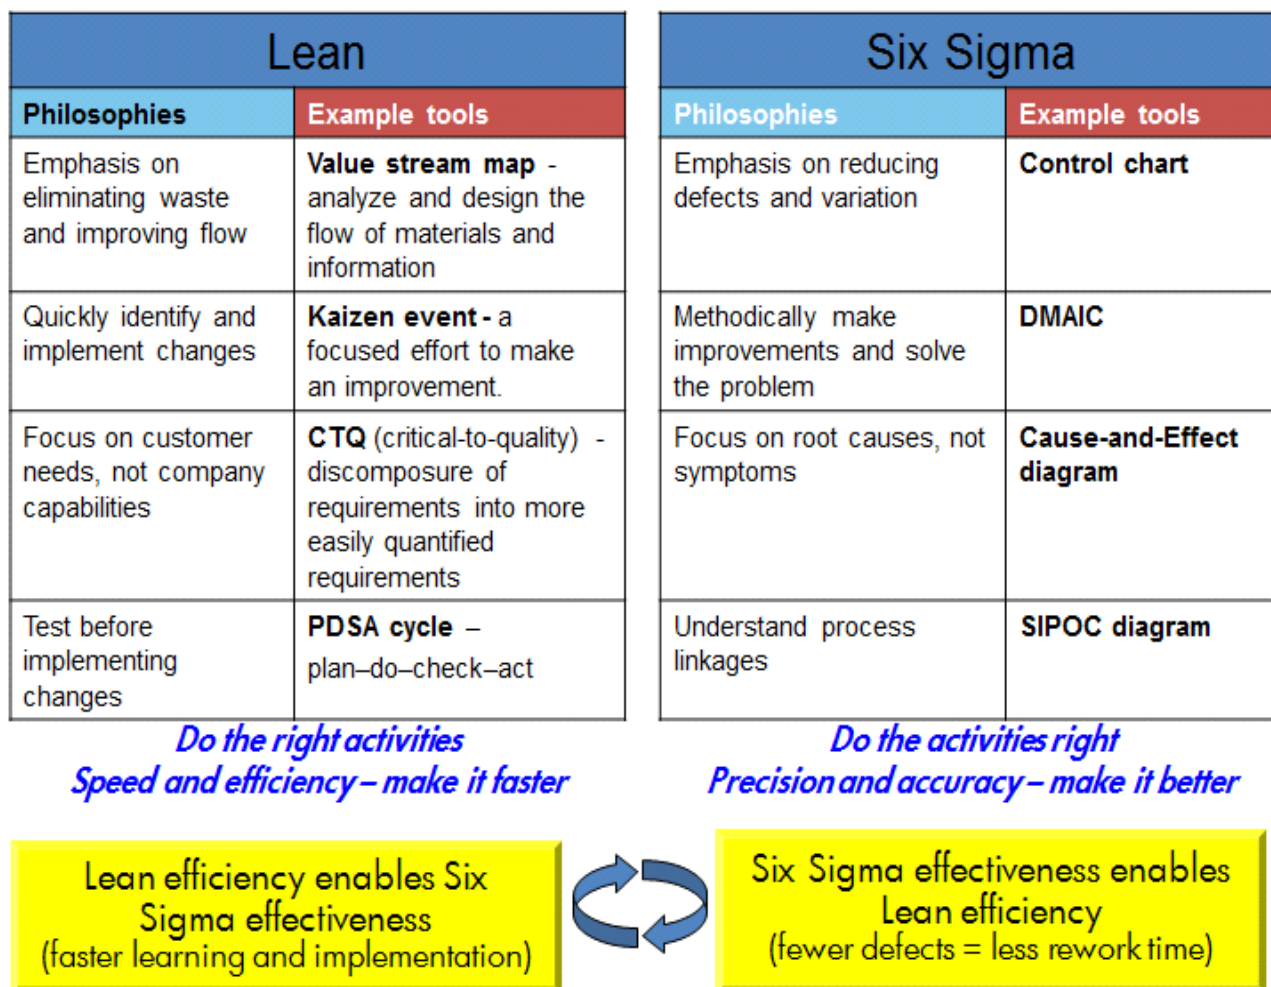 Lean
Philosophies
Example tools
Emphasis on
eliminating waste
and improving flow
Value stream map -
analyze and design the
flow of materials and
information
Quickly identify and
implement changes
Kaizen event - a
focused effort to make
an improvement.
Focus on customer
needs, not company
capabilities
CTQ (critical-to-quality) -
discomposure of
requirements into more
easily quantified
requirements
Test before
implementing
changes
PDSA cycle –
plan–do–check–act
Do the right activities
Speed and efficiency – make it faster
Six Sigma
Philosophies
Example tools
Emphasis on reducing
defects and variation
Control chart
Methodically make
improvements and solve
the problem
DMAIC
Focus on root causes, not
symptoms
Cause-and-Effect
diagram
Understand process
linkages
SIPOC diagram
Do the activities right
Precision and accuracy – make it better
Lean efficiency enables Six
Sigma effectiveness
(faster learning and implementation)
Six Sigma effectiveness enables
Lean efficiency
(fewer defects = less rework time)